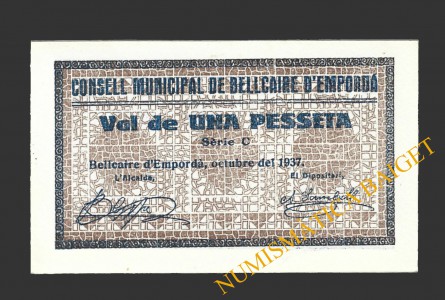 CONSELL MUNICIPAL DE BELLCAIRE D'EMPORDÀ
Val de UNA PESSETA
Sèrie C
Bellcaire d'Empordà, octubre del 1937.
L'Alcalde,
El Dipositari,
NUMISMATICA BAIGET